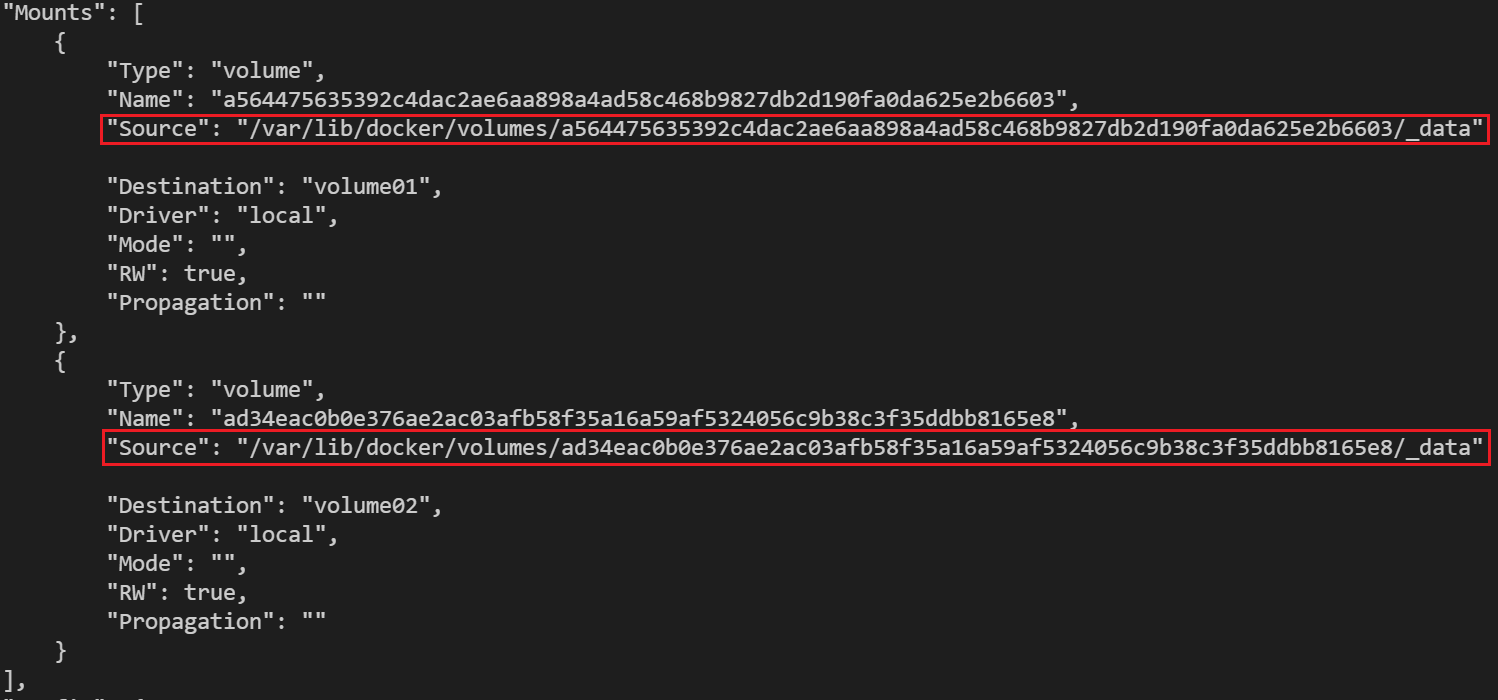 "Mounts": [
{
"Type": "volume",
"Name": "a564475635392c4dac2ae6aa898a4ad58c468b9827db2d190fa0da625e2b6603",
"Source": "/var/lib/docker/volumes/a564475635392c4dac2ae6aa898a4ad58c468b9827db2d190fa0da625e2b6603/_data"
"Destination": "volume01",
"Driver": "local",
"Mode": "",
"RW": true,
"Propagation": ""
},
{
"Type": "volume",
"Name": "ad34eac0b0e376ae2ac03afb58f35a16a59af5324056c9b38c3f35ddbb8165e8",
"Source": "/var/lib/docker/volumes/ad34eac0b0e376ae2ac03afb58f35a16a59af5324056c9b38c3f35ddbb8165e8/_data"
"Destination": "volume02",
"Driver": "local",
"Mode": "",
"RW": true,
"Propagation": ""
}
],